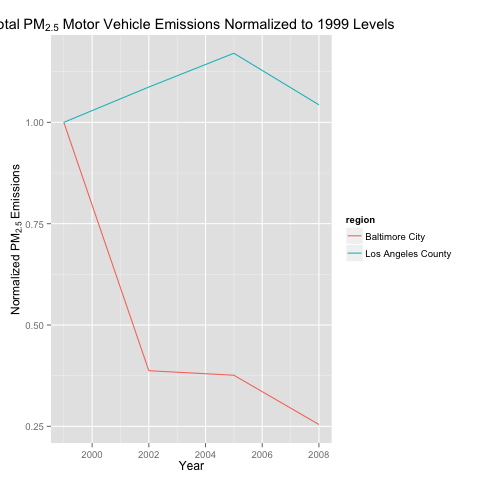 otal PM2.5 Motor Vehicle Emissions Normalized to 1999 Levels
1.00
0.75
0.50
0.25
Normalized PM2.5 Emissions
2000 2002 2004 2006 2008
Year
region
Baltimore City
Los Angeles County